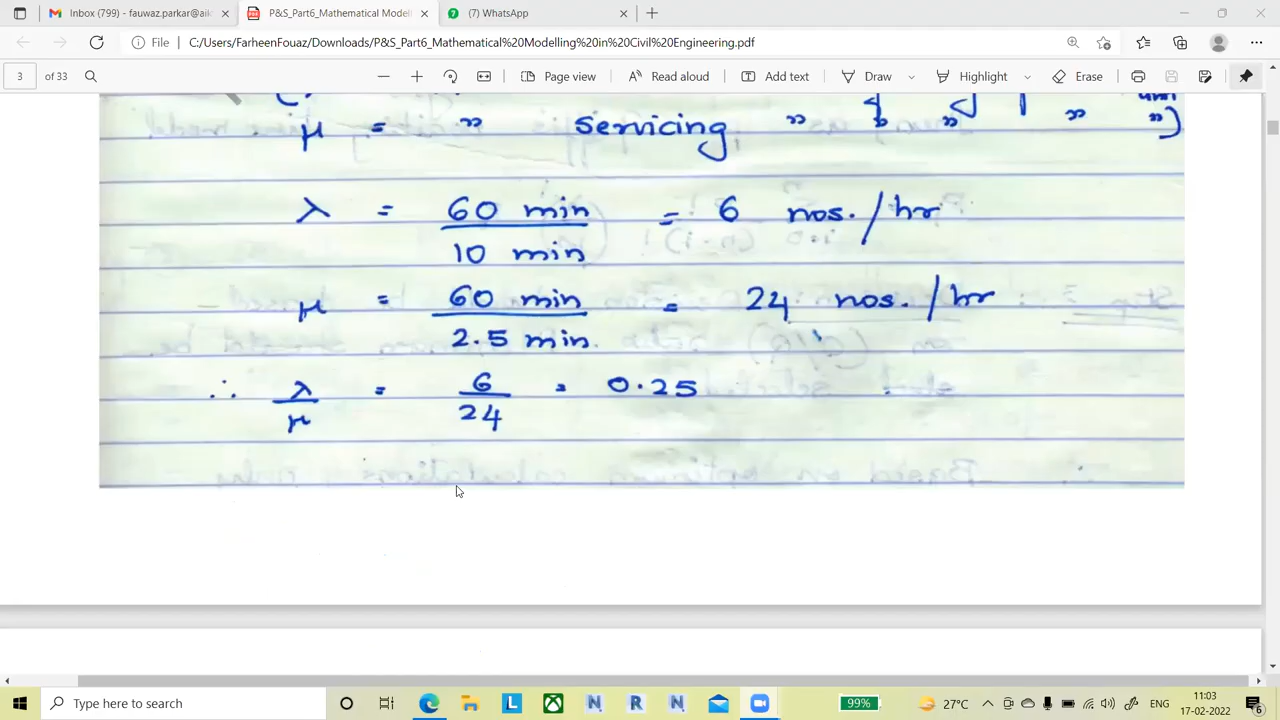 Inbox (799) - fauwaz.parkar@aik
P&S_Part6_Mathematical Modell
(7) WhatsApp
File C:/Users/FarheenFouaz/Downloads/P&S_Part6_Mathematical%20Modelling%20in%20Civil%20Engineering.pdf
3 of 33 Page view Read aloud Add text Draw Highlight Erase
μ = " servicing " " " ")
λ = 60 min / 10 min = 6 nos./hr
μ = 60 min / 2.5 min. = 24 nos./hr
∴ λ/μ = 6/24 = 0.25
Type here to search
99%
27°C
ENG
11:03
17-02-2022
6